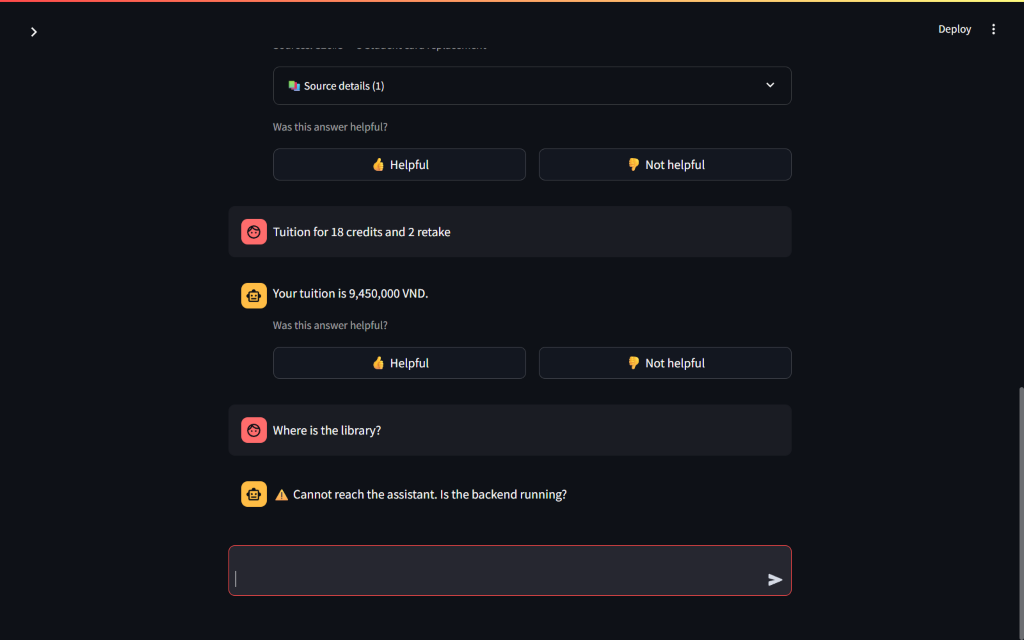 Deploy
Source details (1)
Was this answer helpful?
Helpful
Not helpful
Tuition for 18 credits and 2 retake
Your tuition is 9,450,000 VND.
Was this answer helpful?
Helpful
Not helpful
Where is the library?
Cannot reach the assistant. Is the backend running?